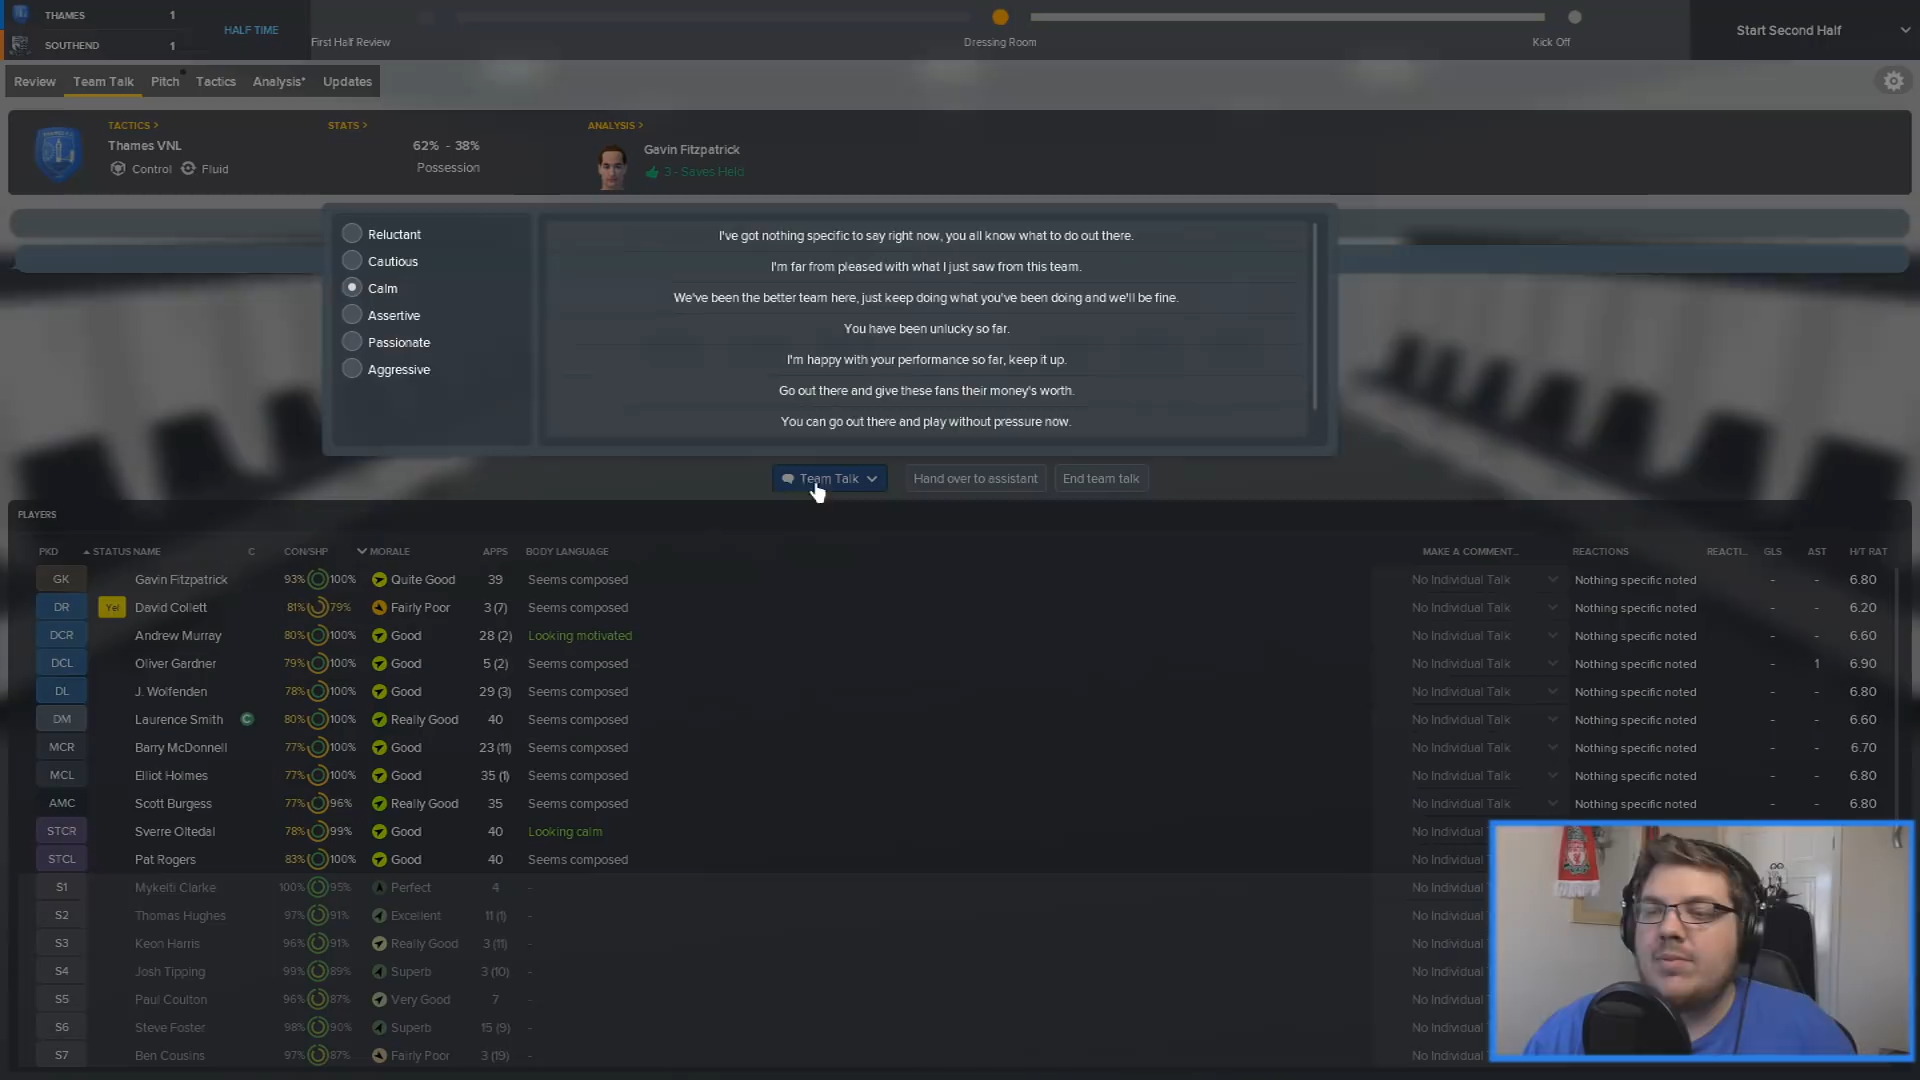 THAMES 1
SOUTHEND 1
HALF TIME
First Half Review
Dressing Room
Kick Off
Start Second Half
Review Team Talk Pitch Tactics Analysis* Updates
TACTICS >
Thames VNL
Control Fluid
STATS >
62% - 38%
Possession
ANALYSIS >
Gavin Fitzpatrick
3 - Saves Held
Reluctant
Cautious
Calm
Assertive
Passionate
Aggressive
I've got nothing specific to say right now, you all know what to do out there.
I'm far from pleased with what I just saw from this team.
We've been the better team here, just keep doing what you've been doing and we'll be fine.
You have been unlucky so far.
I'm happy with your performance so far, keep it up.
Go out there and give these fans their money's worth.
You can go out there and play without pressure now.
Team Talk Hand over to assistant End team talk
PLAYERS
PKD STATUS NAME C CON/SHP MORALE APPS BODY LANGUAGE MAKE A COMMENT... REACTIONS REACTI... GLS AST H/T RAT
GK Gavin Fitzpatrick 93% 100% Quite Good 39 Seems composed No Individual Talk Nothing specific noted - - 6.80
DR Yel David Collett 81% 79% Fairly Poor 3 (7) Seems composed No Individual Talk Nothing specific noted - - 6.20
DCR Andrew Murray 80% 100% Good 28 (2) Looking motivated No Individual Talk Nothing specific noted - - 6.60
DCL Oliver Gardner 79% 100% Good 5 (2) Seems composed No Individual Talk Nothing specific noted - 1 6.90
DL J. Wolfenden 78% 100% Good 29 (3) Seems composed No Individual Talk Nothing specific noted - - 6.80
DM Laurence Smith C 80% 100% Really Good 40 Seems composed No Individual Talk Nothing specific noted - - 6.60
MCR Barry McDonnell 77% 100% Good 23 (11) Seems composed No Individual Talk Nothing specific noted - - 6.70
MCL Elliot Holmes 77% 100% Good 35 (1) Seems composed No Individual Talk Nothing specific noted - - 6.80
AMC Scott Burgess 77% 96% Really Good 35 Seems composed No Individual Talk Nothing specific noted - - 6.80
STCR Sverre Oltedal 78% 99% Good 40 Looking calm No Individual
STCL Pat Rogers 83% 100% Good 40 Seems composed No Individual
S1 Mykelti Clarke 100% 95% Perfect 4 - No Individual
S2 Thomas Hughes 97% 91% Excellent 11 (1) - No Individual
S3 Keon Harris 96% 91% Really Good 3 (11) - No Individual
S4 Josh Tipping 99% 89% Superb 3 (10) - No Individual
S5 Paul Coulton 96% 87% Very Good 7 - No Individual
S6 Steve Foster 98% 90% Superb 15 (9) - No Individual
S7 Ben Cousins 97% 87% Fairly Poor 3 (19) - No Individual